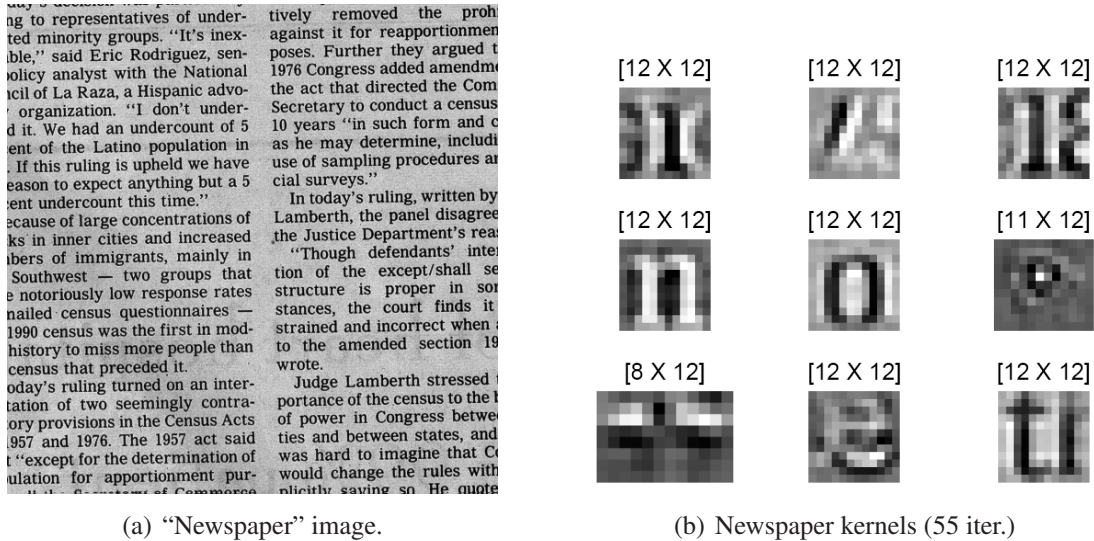 ng to representatives of under-
ted minority groups. “It’s inex-
ble,” said Eric Rodriguez, sen-
policy analyst with the National
ncil of La Raza, a Hispanic advo-
organization. “I don’t under-
d it. We had an undercount of 5
ent of the Latino population in
. If this ruling is upheld we have
eason to expect anything but a 5
cent undercount this time.”
ecause of large concentrations of
ks in inner cities and increased
bers of immigrants, mainly in
Southwest — two groups that
e notoriously low response rates
mailed census questionnaires —
1990 census was the first in mod-
history to miss more people than
census that preceded it.
oday’s ruling turned on an inter-
tation of two seemingly contra-
ory provisions in the Census Acts
1957 and 1976. The 1957 act said
t “except for the determination of
ulation for apportionment pur-
the Secretary of Commerce
tively removed the proh
against it for reapportionmen
poses. Further they argued t
1976 Congress added amendme
the act that directed the Com
Secretary to conduct a census
10 years “in such form and c
as he may determine, includi
use of sampling procedures an
cial surveys.”
In today’s ruling, written by
Lamberth, the panel disagree
the Justice Department’s reas
“Though defendants’ inter
tion of the except/shall se
structure is proper in som
stances, the court finds it
strained and incorrect when a
to the amended section 19
wrote.
Judge Lamberth stressed t
portance of the census to the b
of power in Congress betwe
ties and between states, and
was hard to imagine that Co
would change the rules with
plicitly saying so. He quote
(a) “Newspaper” image.
[12 X 12] [12 X 12] [12 X 12]
[12 X 12] [12 X 12] [11 X 12]
[8 X 12] [12 X 12] [12 X 12]
(b) Newspaper kernels (55 iter.)